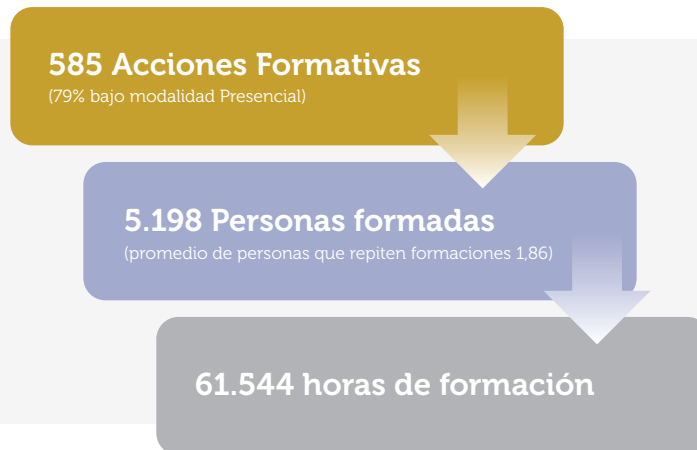 585 Acciones Formativas
(79% bajo modalidad Presencial)
5.198 Personas formadas
(promedio de personas que repiten formaciones 1,86)
61.544 horas de formación